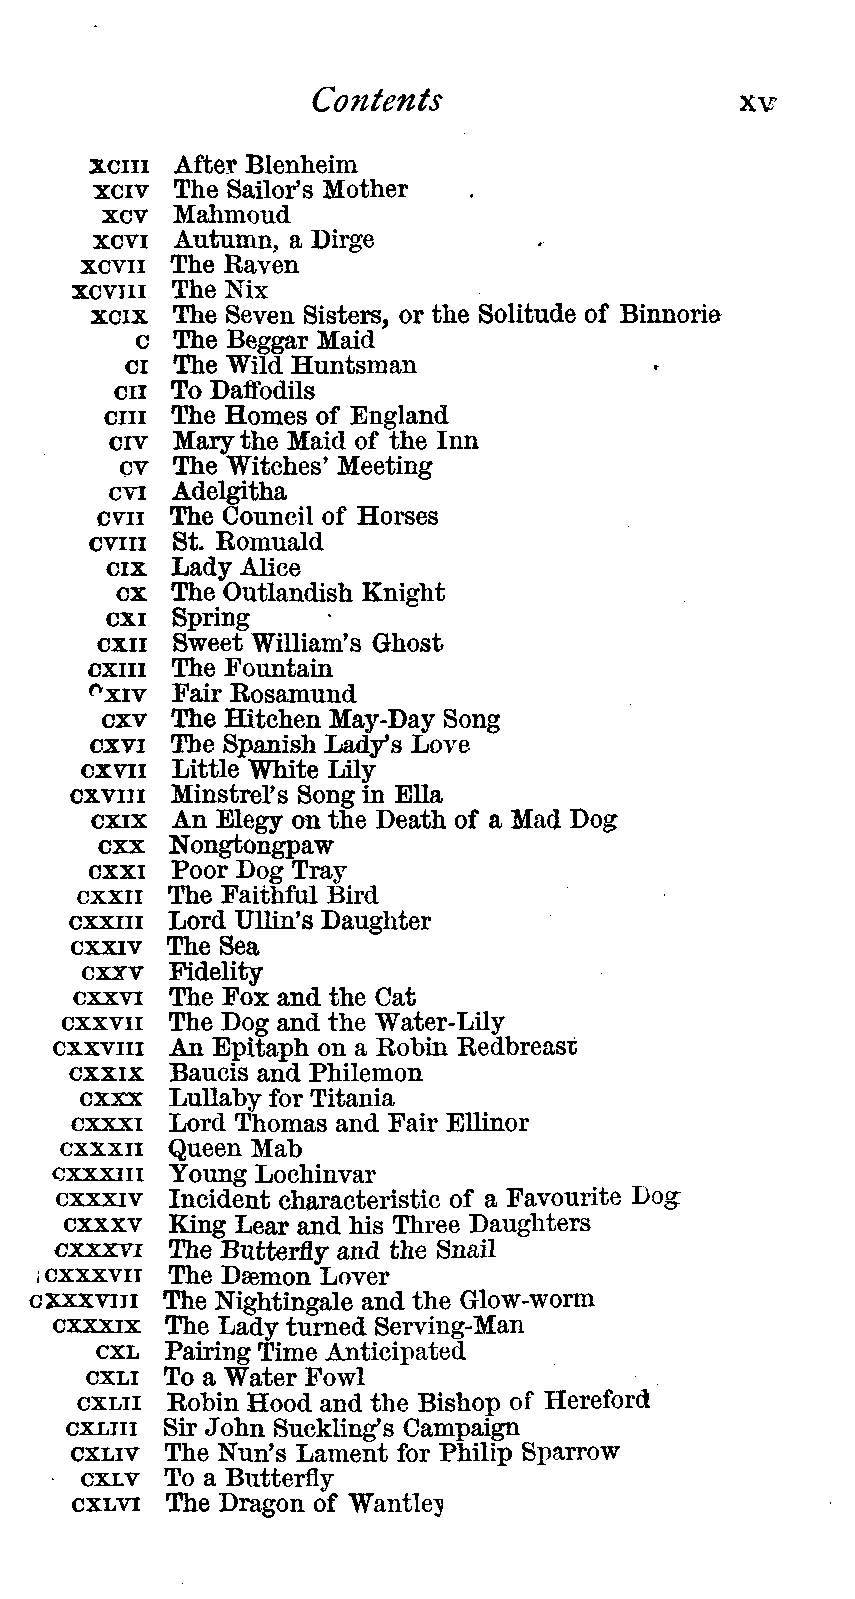 Contents xv
XCIII After Blenheim
XCIV The Sailor's Mother
XCV Mahmoud
XCVI Autumn, a Dirge
XCVII The Raven
XCVIII The Nix
XCIX The Seven Sisters, or the Solitude of Binnorie
C The Beggar Maid
CI The Wild Huntsman
CII To Daffodils
CIII The Homes of England
CIV Mary the Maid of the Inn
CV The Witches' Meeting
CVI Adelgitha
CVII The Council of Horses
CVIII St. Romuald
CIX Lady Alice
CX The Outlandish Knight
CXI Spring
CXII Sweet William's Ghost
CXIII The Fountain
CXIV Fair Rosamund
CXV The Hitchen May-Day Song
CXVI The Spanish Lady's Love
CXVII Little White Lily
CXVIII Minstrel's Song in Ella
CXIX An Elegy on the Death of a Mad Dog
CXX Nongtongpaw
CXXI Poor Dog Tray
CXXII The Faithful Bird
CXXIII Lord Ullin's Daughter
CXXIV The Sea
CXXV Fidelity
CXXVI The Fox and the Cat
CXXVII The Dog and the Water-Lily
CXXVIII An Epitaph on a Robin Redbreast
CXXIX Baucis and Philemon
CXXX Lullaby for Titania
CXXXI Lord Thomas and Fair Ellinor
CXXXII Queen Mab
CXXXIII Young Lochinvar
CXXXIV Incident characteristic of a Favourite Dog
CXXXV King Lear and his Three Daughters
CXXXVI The Butterfly and the Snail
CXXXVII The Dæmon Lover
CXXXVIII The Nightingale and the Glow-worm
CXXXIX The Lady turned Serving-Man
CXL Pairing Time Anticipated
CXLI To a Water Fowl
CXLII Robin Hood and the Bishop of Hereford
CXLIII Sir John Suckling's Campaign
CXLIV The Nun's Lament for Philip Sparrow
CXLV To a Butterfly
CXLVI The Dragon of Wantley